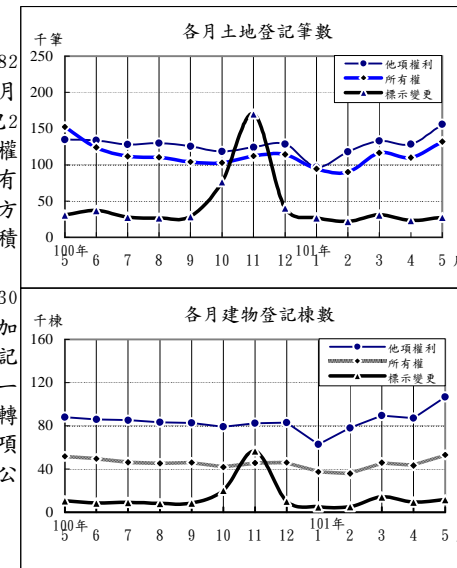 82
月
2
權
有
方
積
30
加
記
一
轉
項
公
各月土地登記筆數
千筆
250
200
150
100
50
0
他項權利
所有權
標示變更
100年
101年
5 6 7 8 9 10 11 12 1 2 3 4 5 月
各月建物登記棟數
千棟
160
120
80
40
0
他項權利
所有權
標示變更
100年
101年
5 6 7 8 9 10 11 12 1 2 3 4 5